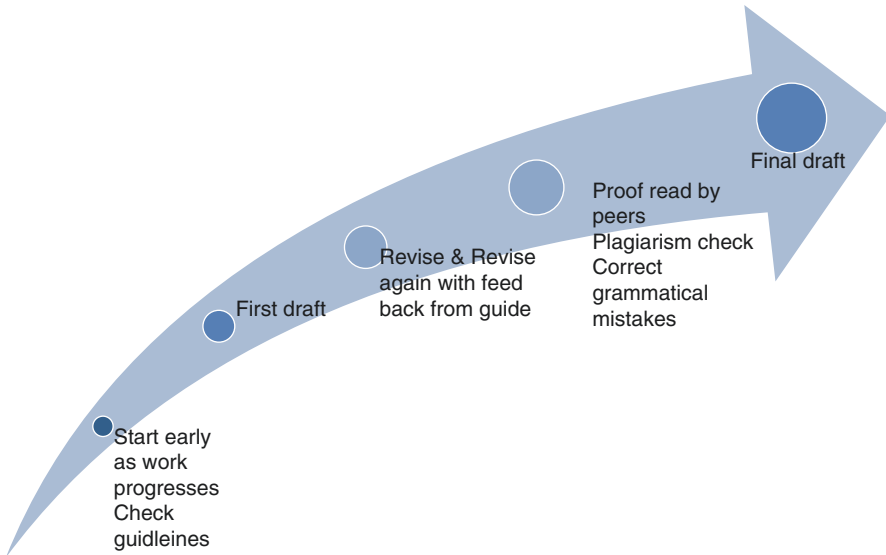 Start early
as work
progresses
Check
guidleines
First draft
Revise & Revise
again with feed
back from guide
Proof read by
peers
Plagiarism check
Correct
grammatical
mistakes
Final draft